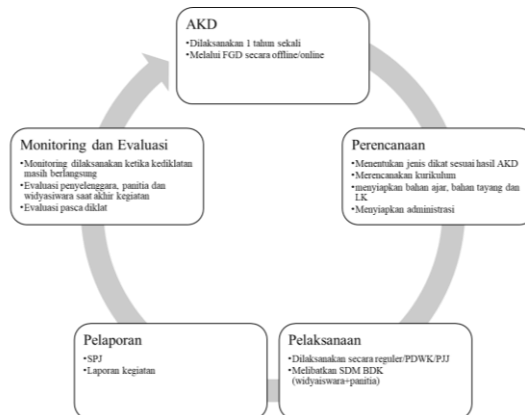 AKD
•Dilaksanakan 1 tahun sekali
•Melalui FGD secara offline/online
Perencanaan
•Menentukan jenis dikat sesuai hasil AKD
•Merencanakan kurikulum
•menyiapkan bahan ajar, bahan tayang dan
LK
•Menyiapkan administrasi
Pelaksanaan
•Dilaksanakan secara reguler/PDWK/PJJ
•Melibatkan SDM BDK
(widyaiswara+panitia)
Pelaporan
•SPJ
•Laporan kegiatan
Monitoring dan Evaluasi
•Monitoring dilaksanakan ketika kediklatan
masih berlangsung
•Evaluasi penyelenggara, panitia dan
widyasiwara saat akhir kegiatan
•Evaluasi pasca diklat